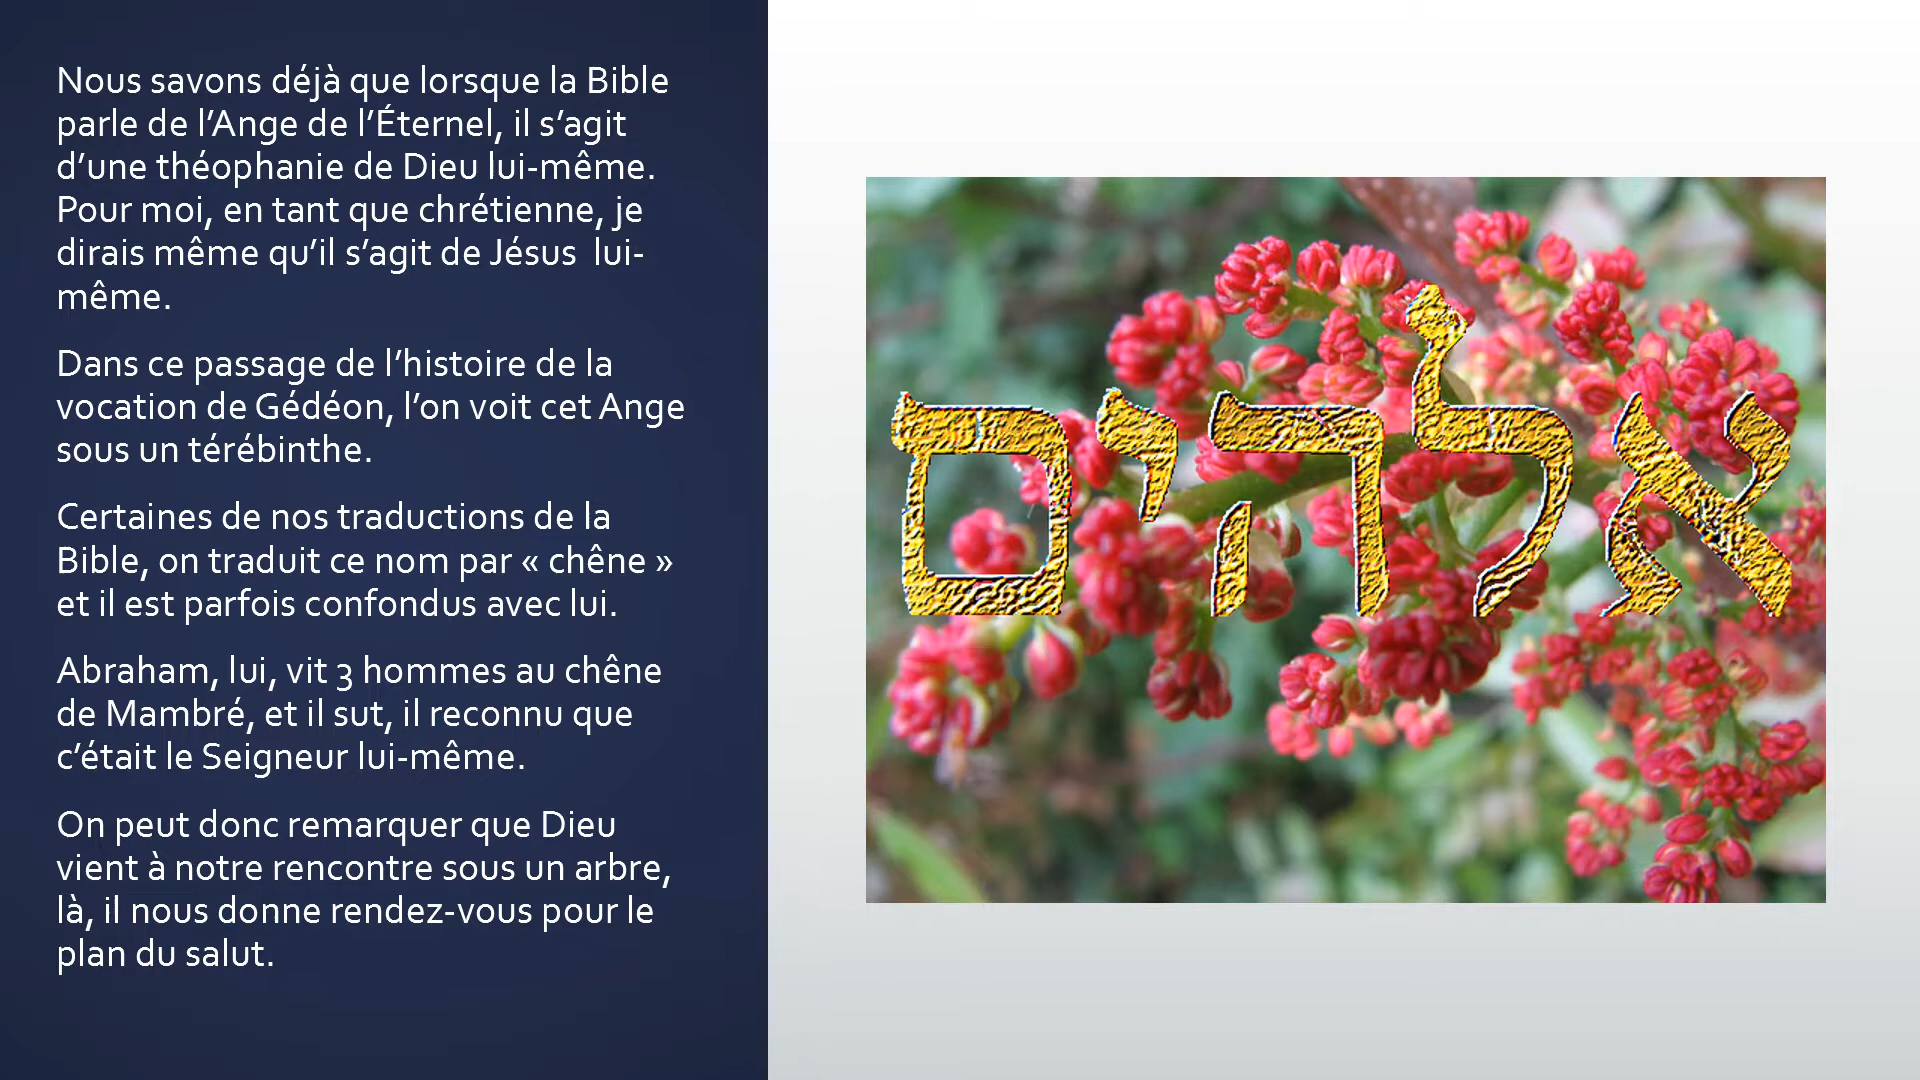 Nous savons déjà que lorsque la Bible
parle de l’Ange de l’Éternel, il s’agit
d’une théophanie de Dieu lui-même.
Pour moi, en tant que chrétienne, je
dirais même qu’il s’agit de Jésus  lui-
même.
Dans ce passage de l’histoire de la
vocation de Gédéon, l’on voit cet Ange
sous un térébinthe.
Certaines de nos traductions de la
Bible, on traduit ce nom par « chêne »
et il est parfois confondus avec lui.
Abraham, lui, vit 3 hommes au chêne
de Mambré, et il sut, il reconnu que
c’était le Seigneur lui-même.
On peut donc remarquer que Dieu
vient à notre rencontre sous un arbre,
là, il nous donne rendez-vous pour le
plan du salut.
אלהים